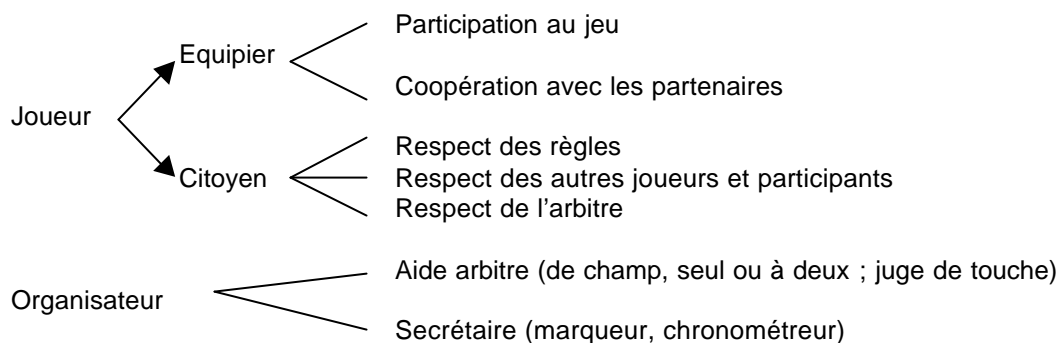 Participation au jeu
Equipier
Coopération avec les partenaires
Joueur
Respect des règles
Citoyen
Respect des autres joueurs et participants
Respect de l'arbitre
Aide arbitre (de champ, seul ou à deux ; juge de touche)
Organisateur
Secrétaire (marqueur, chronométreur)